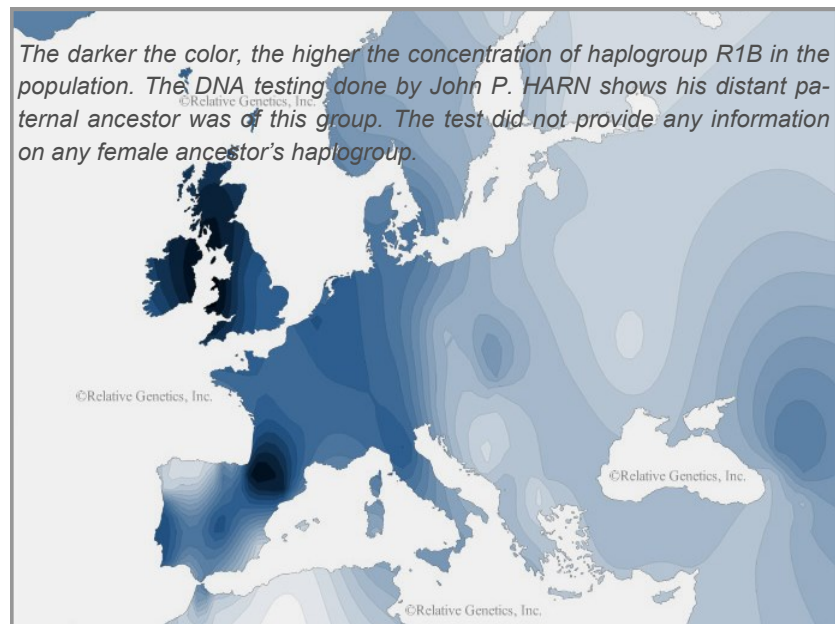 The darker the color, the higher the concentration of haplogroup R1B in the
population. The DNA testing done by John P. HARN shows his distant pa-
©Relative Genetics, Inc.
ternal ancestor was of this group. The test did not provide any information
on any female ancestor's haplogroup.
©Relative Genetics, Inc.
©Relative Genetics, Inc.
©Relative Genetics, Inc.